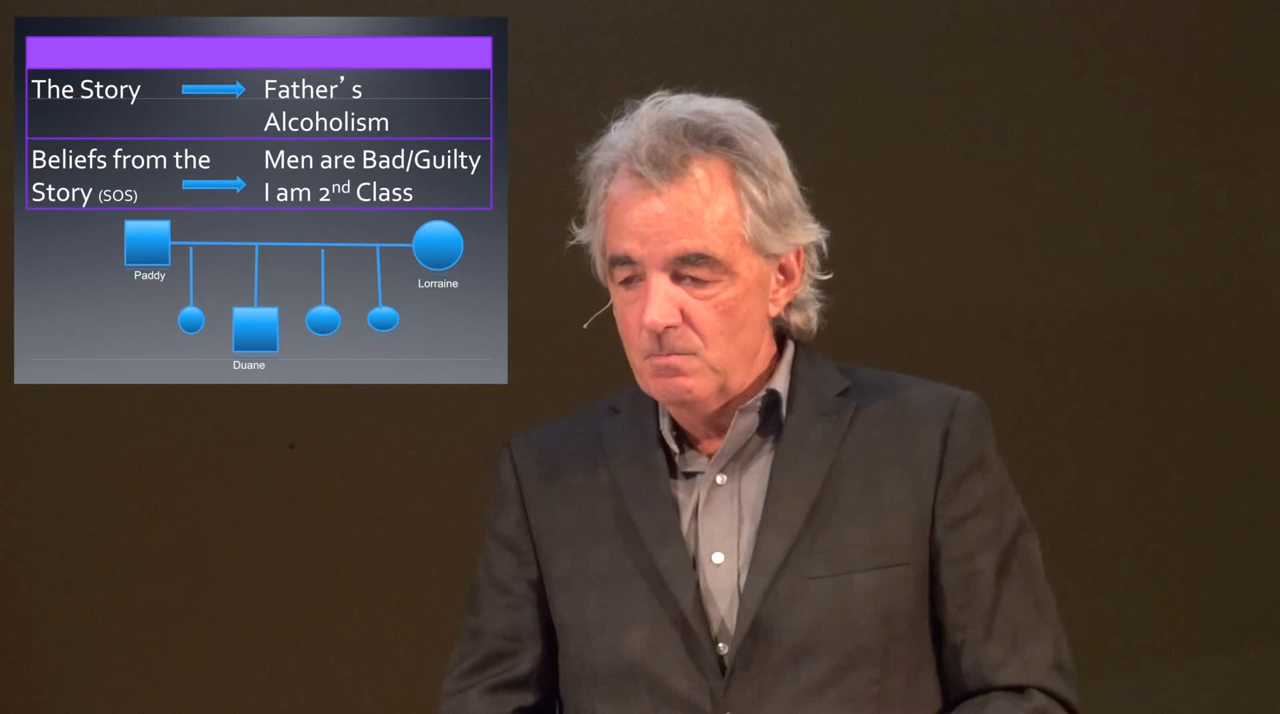 The Story Father's
Alcoholism
Beliefs from the Men are Bad/Guilty
Story (SOS) I am 2nd Class
Paddy
Lorraine
Duane